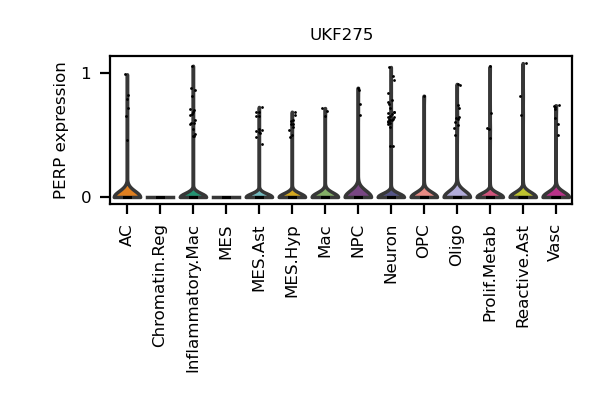 UKF275
PERP expression
1
0
AC
Chromatin.Reg
Inflammatory.Mac
MES
MES.Ast
MES.Hyp
Mac
NPC
Neuron
OPC
Oligo
Prolif.Metab
Reactive.Ast
Vasc